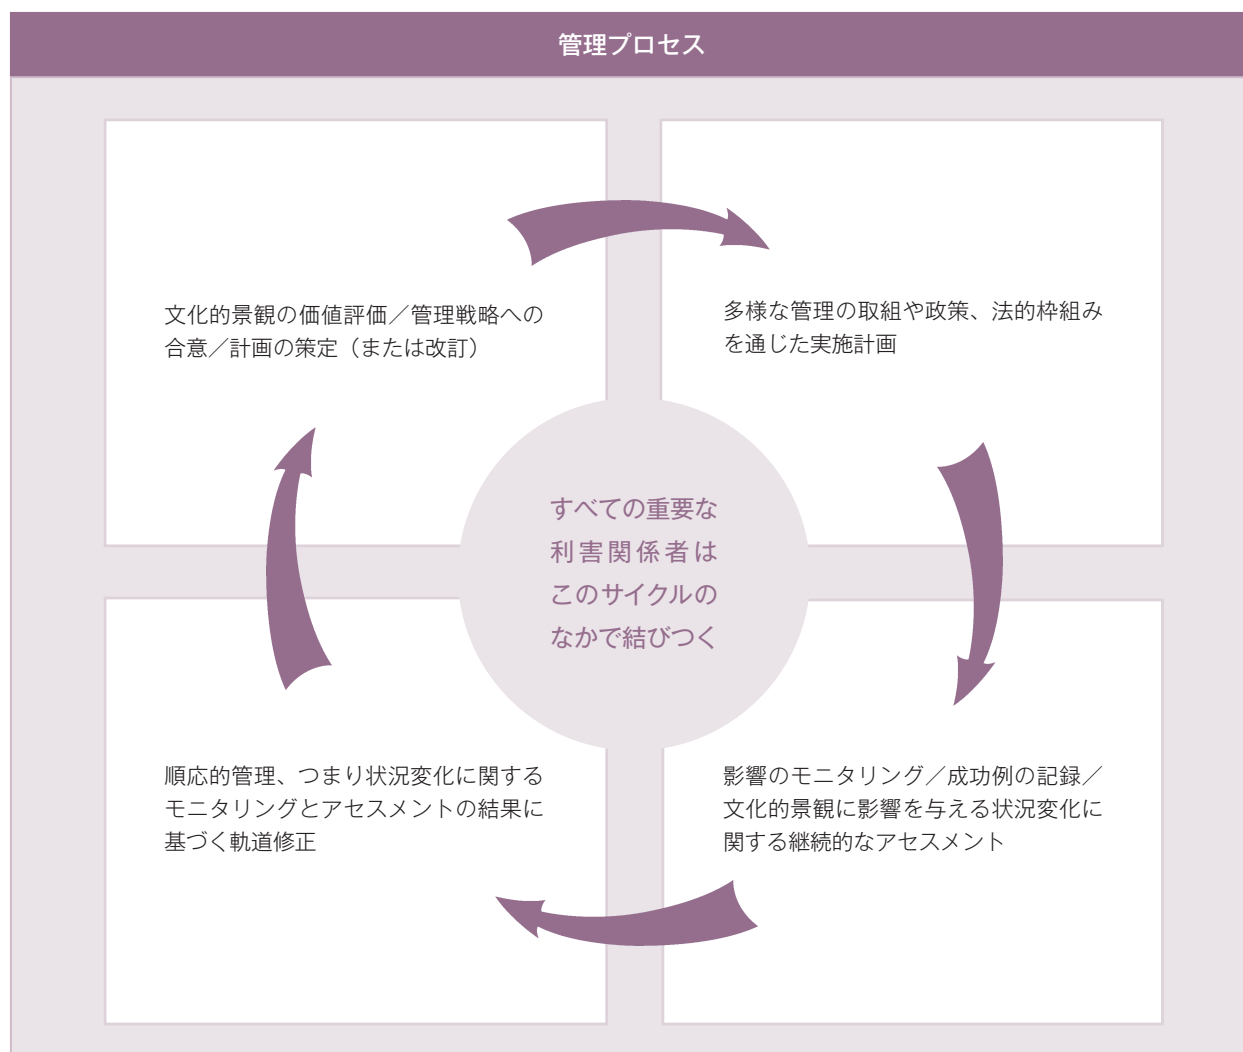 管理プロセス
文化的景観の価値評価／管理戦略への
合意／計画の策定（または改訂）
多様な管理の取組や政策、法的枠組み
を通じた実施計画
すべての重要な
利害関係者は
このサイクルの
なかで結びつく
順応的管理、つまり状況変化に関する
モニタリングとアセスメントの結果に
基づく軌道修正
影響のモニタリング／成功例の記録／
文化的景観に影響を与える状況変化に
関する継続的なアセスメント